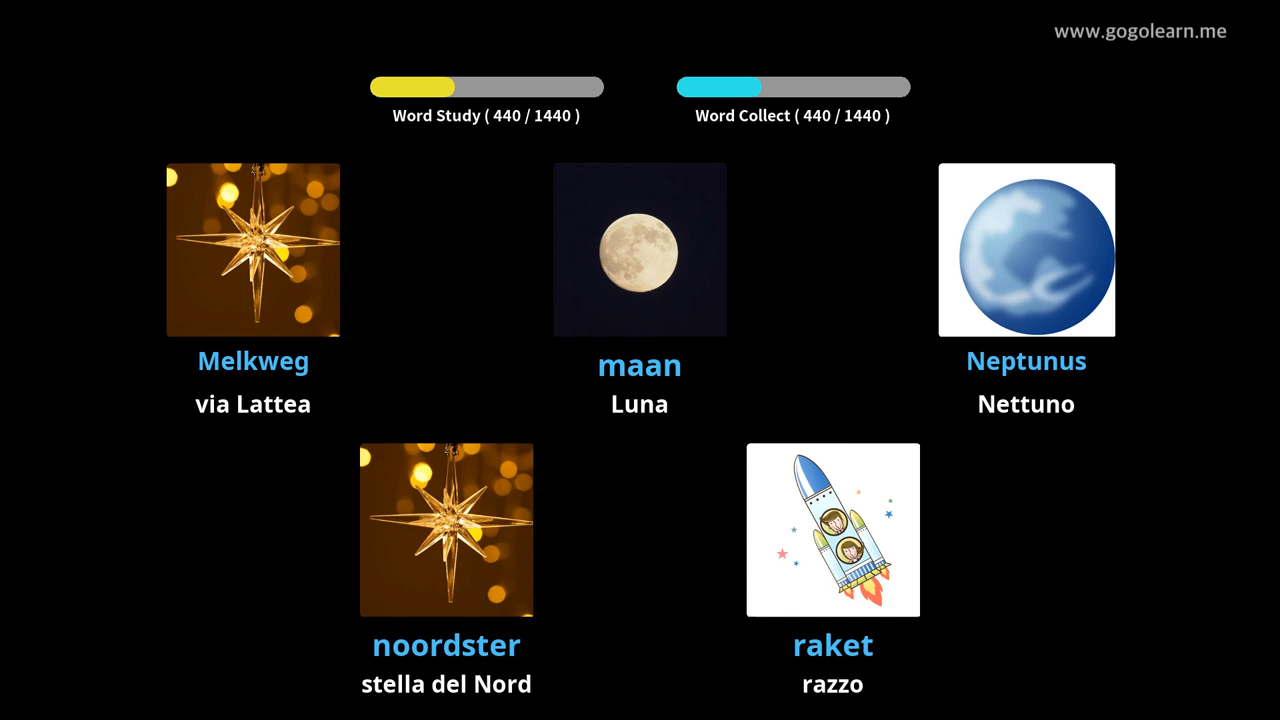 www.gogolearn.me
Word Study ( 440 / 1440 )
Word Collect ( 440 / 1440 )
Melkweg
via Lattea
maan
Luna
Neptunus
Nettuno
noordster
stella del Nord
raket
razzo